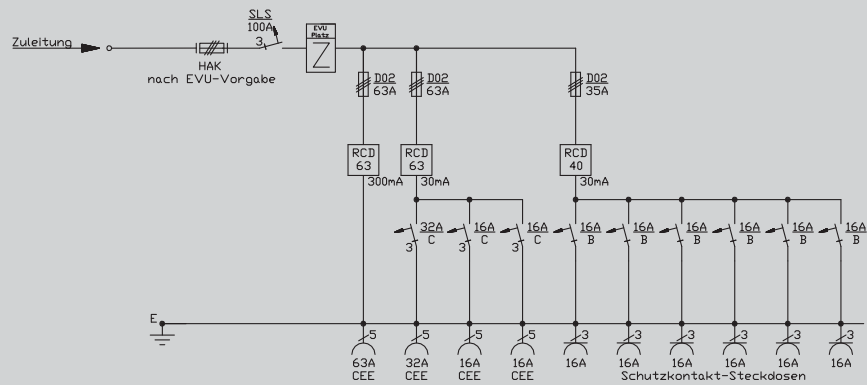 SLS
100A
Zuleitung
3
EVU
Platz
Z
HAK
nach EVU-Vorgabe
D02
63A
D02
63A
D02
35A
RCD
63
300mA
RCD
63
30mA
RCD
40
30mA
32A
C
3
16A
C
3
16A
C
3
16A
B
16A
B
16A
B
16A
B
16A
B
16A
B
E
5 5 5 5 3 3 3 3 3 3
63A 32A 16A 16A 16A 16A 16A 16A 16A 16A
CEE CEE CEE CEE Schutzkontakt-Steckdosen